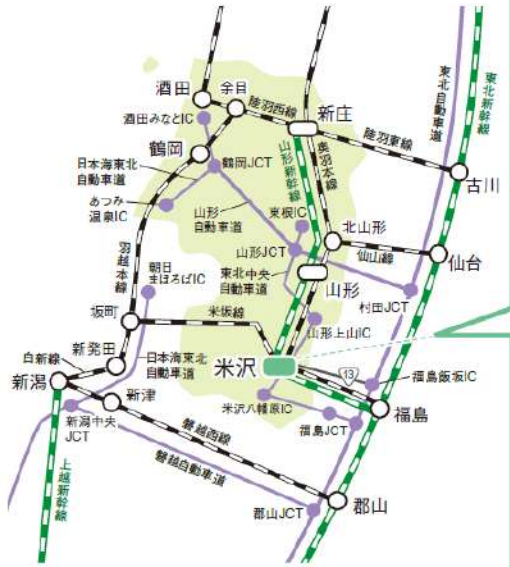 酒田
余目
陸羽西線
新庄
酒田みなとIC
鶴岡
鶴岡JCT
日本海東北
自動車道
山形新幹線
奥羽本線
陸羽東線
東北自動車道
東北新幹線
古川
あつみ
温泉IC
山形
自動車道
東根IC
北山形
山形JCT
仙山線
仙台
羽越本線
朝日
まほろばIC
東北中央
自動車道
山形
村田JCT
坂町
米坂線
山形上山IC
新発田
白新線
日本海東北
自動車道
米沢
13
福島飯坂IC
新潟
新津
米沢八幡原IC
福島
福島JCT
新潟中央
JCT
磐越西線
磐越自動車道
上越新幹線
郡山
郡山JCT